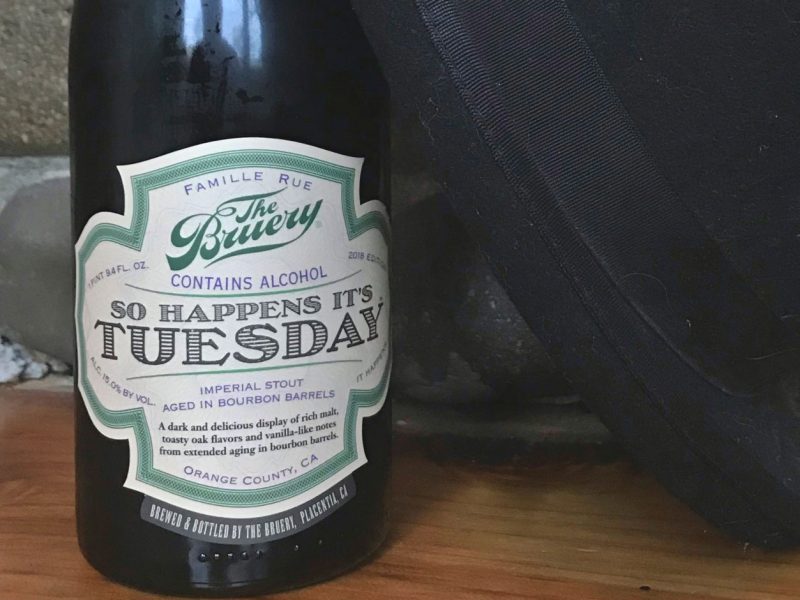 FAMILLE RUE
The
Bruery
1 PINT 9.4 FL. OZ.
2018 EDITION
CONTAINS ALCOHOL
SO HAPPENS IT'S
TUESDAY
ALC. 15.0% BY VOL.
IT HAPPENS
IMPERIAL STOUT
AGED IN BOURBON BARRELS
A dark and delicious display of rich malt,
toasty oak flavors and vanilla-like notes
from extended aging in bourbon barrels.
ORANGE COUNTY, CA
BREWED & BOTTLED BY THE BRUERY, PLACENTIA, CA